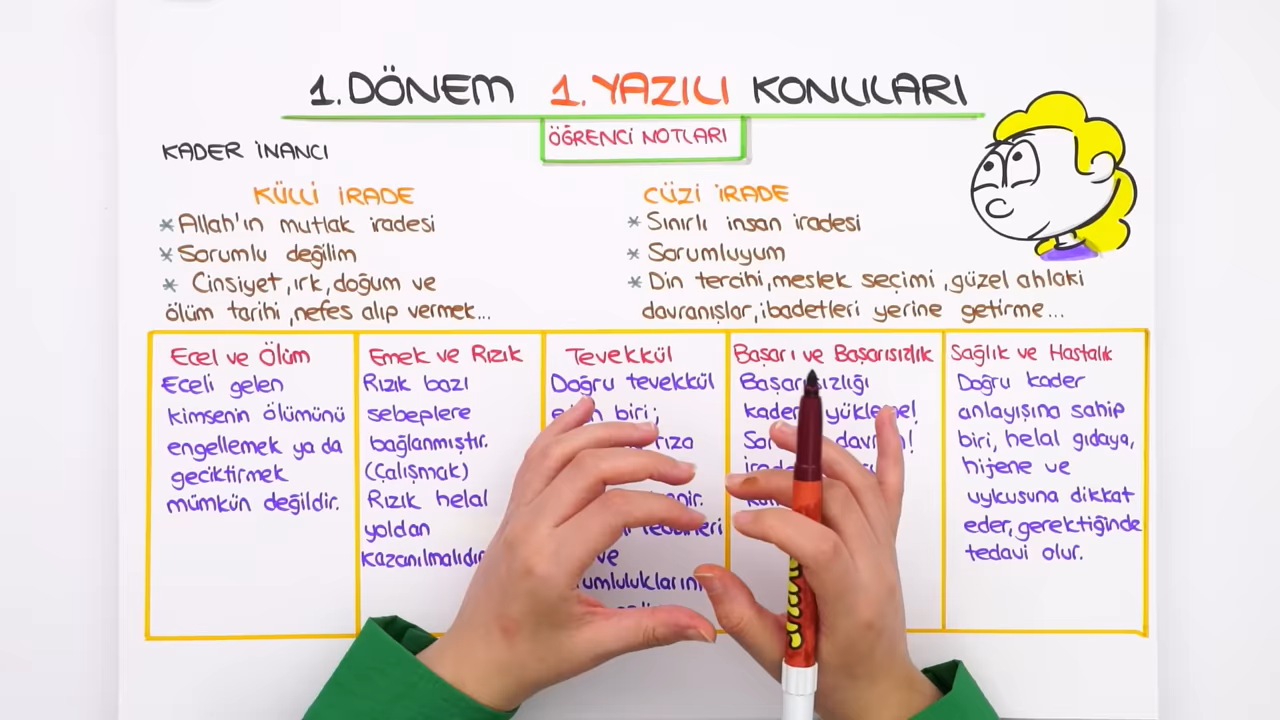 1. DÖNEM 1. YAZILI KONULARI
ÖĞRENCİ NOTLARI
KADER İNANCI
KÜLLİ İRADE
* Allah'ın mutlak iradesi
* Sorumlu değilim
* Cinsiyet, ırk, doğum ve
ölüm tarihi, nefes alıp vermek...
CÜZİ İRADE
* Sınırlı insan iradesi
* Sorumluyum
* Din tercihi, meslek seçimi, güzel ahlaki
davranışlar, ibadetleri yerine getirme...
Ecel ve Ölüm
Eceli gelen
kimsenin ölümünü
engellemek ya da
geciktirmek
mümkün değildir.
Emek ve Rızık
Rızık bazı
sebeplere
bağlanmıştır.
(Çalışmak)
Rızık helal
yoldan
kazanılmalıdır
Tevekkül
Doğru tevekkül
biri;
rıza
ve
Başarı ve Başarısızlık
Başarısızlığı
kadere yükleme!
Sağlık ve Hastalık
Doğru kader
anlayışına sahip
biri, helal gıdaya,
hijene ve
uykusuna dikkat
eder, gerektiğinde
tedavi olur.